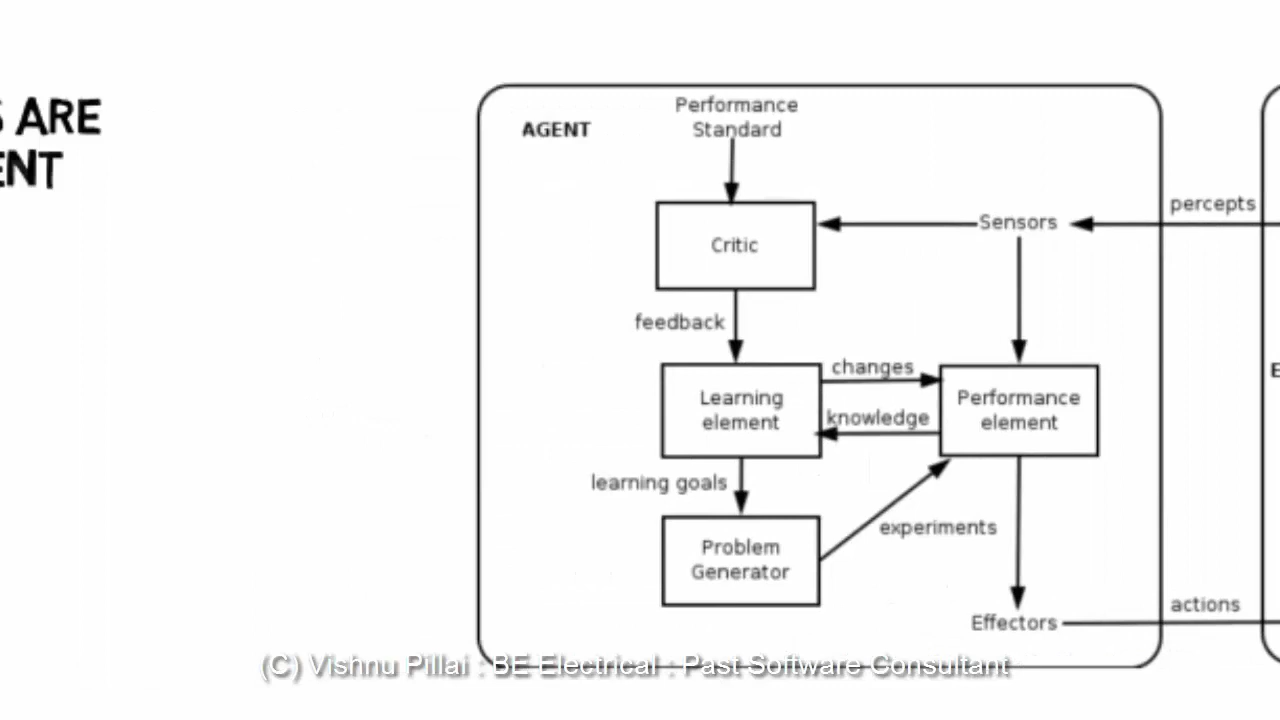 S ARE
ENT
AGENT
Performance
Standard
Critic
Sensors
percepts
feedback
Learning
element
changes
knowledge
Performance
element
learning goals
Problem
Generator
experiments
Effectors
actions
E
(C) Vishnu Pillai : BE Electrical : Past Software Consultant